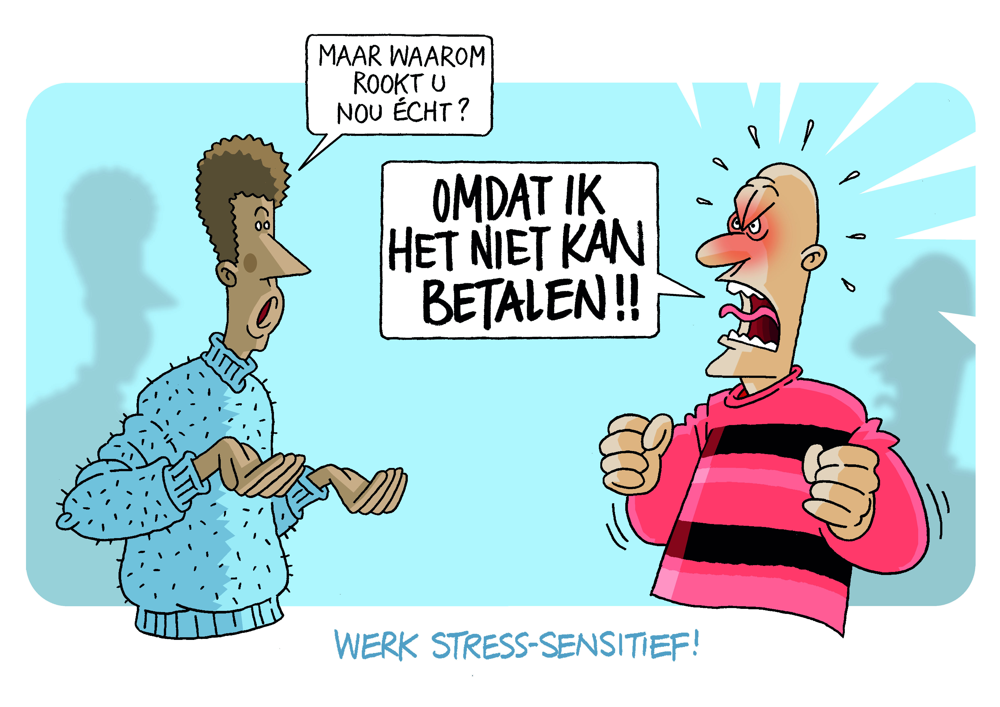 MAAR WAAROM
ROOKT U
NOU ÉCHT?
OMDAT IK
HET NIET KAN
BETALEN!!
WERK STRESS-SENSITIEF!